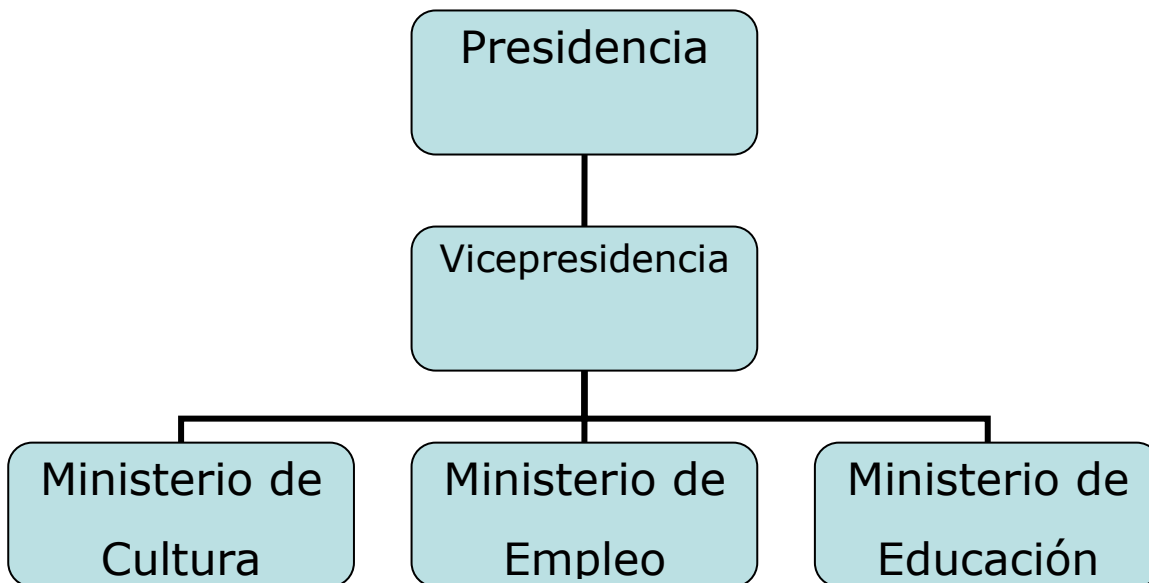 Presidencia
Vicepresidencia
Ministerio de
Cultura
Ministerio de
Empleo
Ministerio de
Educación